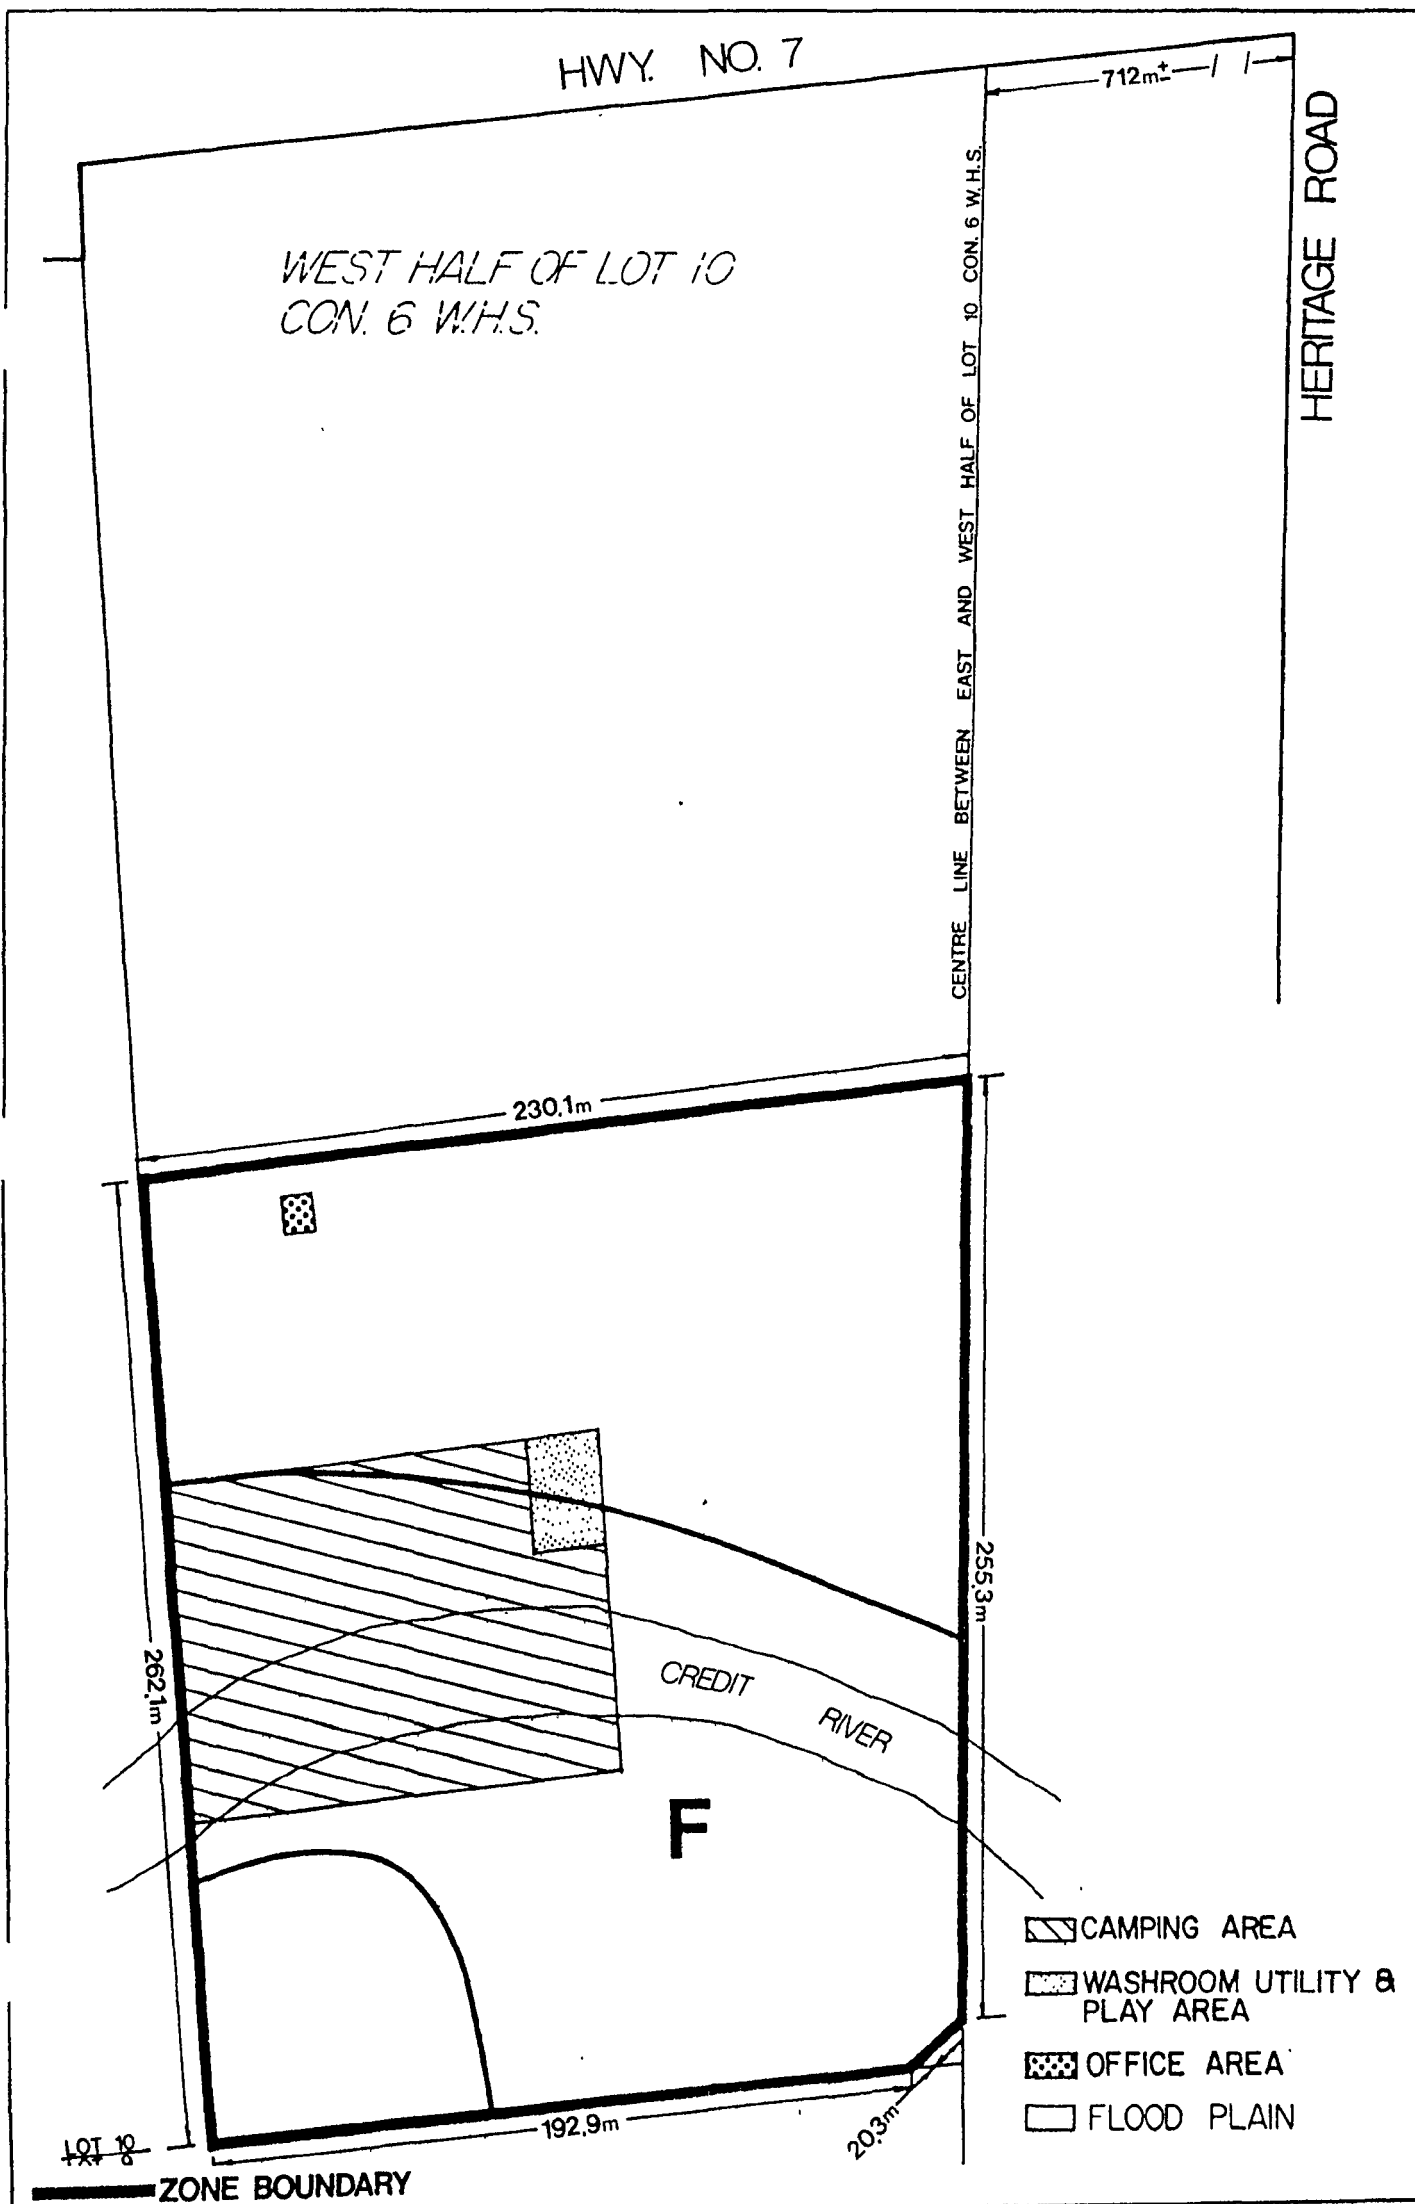 HWY. NO. 7
712m±
HERITAGE ROAD
WEST HALF OF LOT 10
CON. 6 W.H.S.
CENTRE LINE BETWEEN EAST AND WEST HALF OF LOT 10 CON. 6 W.H.S.
230.1m
255.3m
262.1m
CREDIT RIVER
F
CAMPING AREA
WASHROOM UTILITY &
PLAY AREA
OFFICE AREA
FLOOD PLAIN
192.9m
20.3m
LOT 10
ZONE BOUNDARY